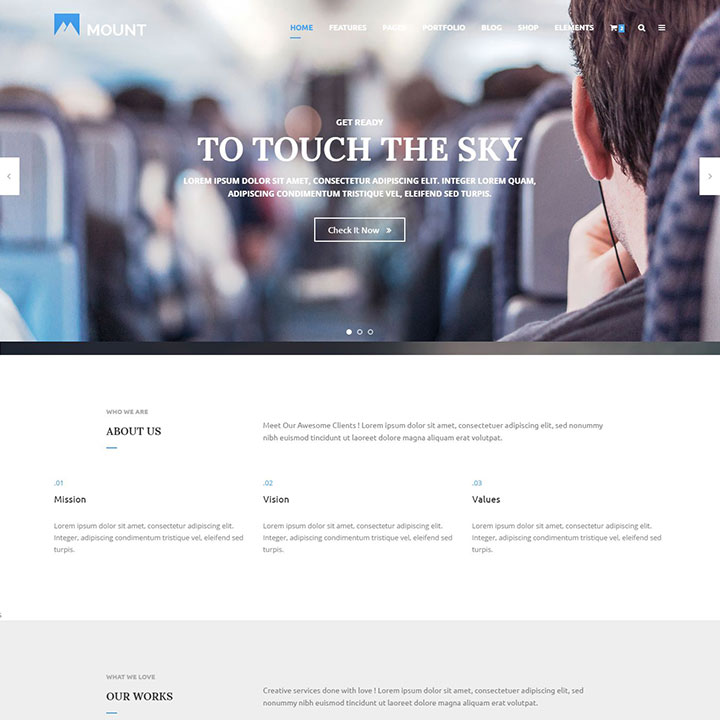 MOUNT
HOME FEATURES PAGES PORTFOLIO BLOG SHOP ELEMENTS 3
GET READY
TO TOUCH THE SKY
LOREM IPSUM DOLOR SIT AMET, CONSECTETUR ADIPISCING ELIT. INTEGER LOREM QUAM,
ADIPISCING CONDIMENTUM TRISTIQUE VEL, ELEIFEND SED TURPIS.
Check It Now »
WHO WE ARE
ABOUT US
Meet Our Awesome Clients ! Lorem ipsum dolor sit amet, consectetuer adipiscing elit, sed nonummy
nibh euismod tincidunt ut laoreet dolore magna aliquam erat volutpat.
.01
Mission
Lorem ipsum dolor sit amet, consectetur adipiscing elit.
Integer, adipiscing condimentum tristique vel, eleifend sed
turpis.
.02
Vision
Lorem ipsum dolor sit amet, consectetur adipiscing elit.
Integer, adipiscing condimentum tristique vel, eleifend sed
turpis.
.03
Values
Lorem ipsum dolor sit amet, consectetur adipiscing elit.
Integer, adipiscing condimentum tristique vel, eleifend sed
turpis.
WHAT WE LOVE
OUR WORKS
Creative services done with love ! Lorem ipsum dolor sit amet, consectetuer adipiscing elit, sed
nonummy nibh euismod tincidunt ut laoreet dolore magna aliquam erat volutpat.